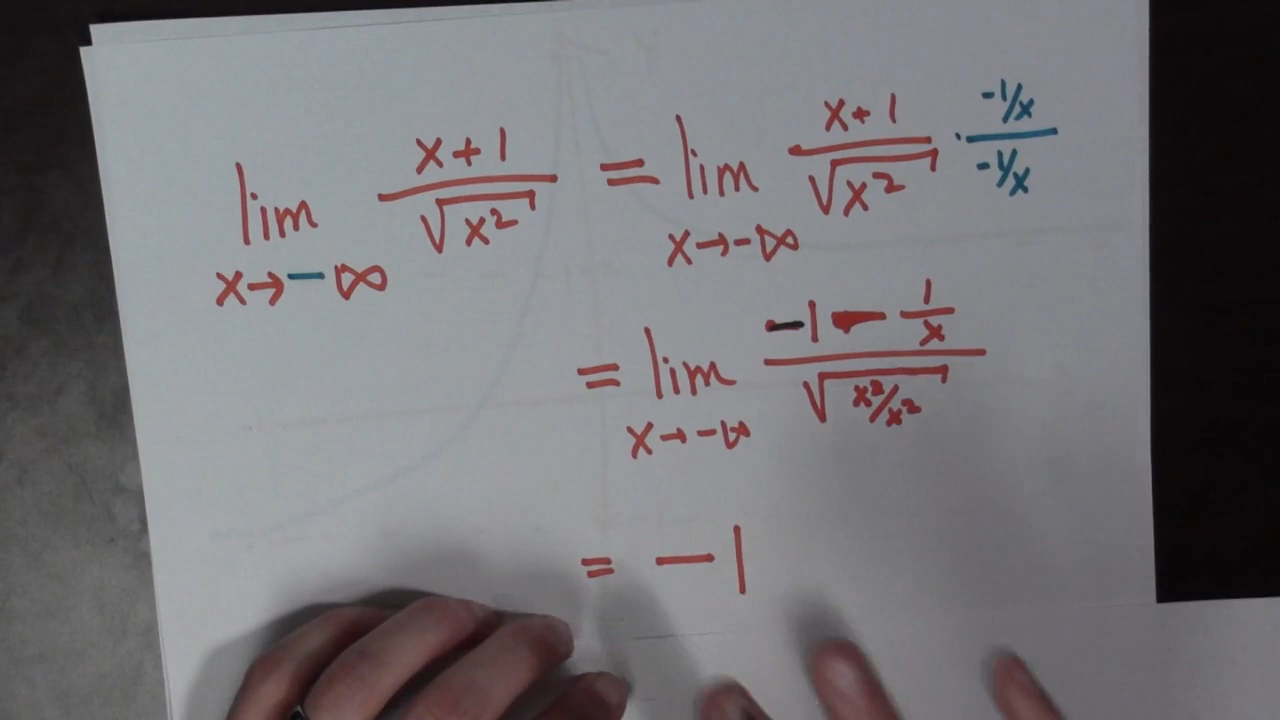 lim x→-∞ x+1 / √x² = lim x→-∞ x+1 / √x² · -1/x / -1/x
= lim x→-∞ -1 - 1/x / √x²/x²
= -1